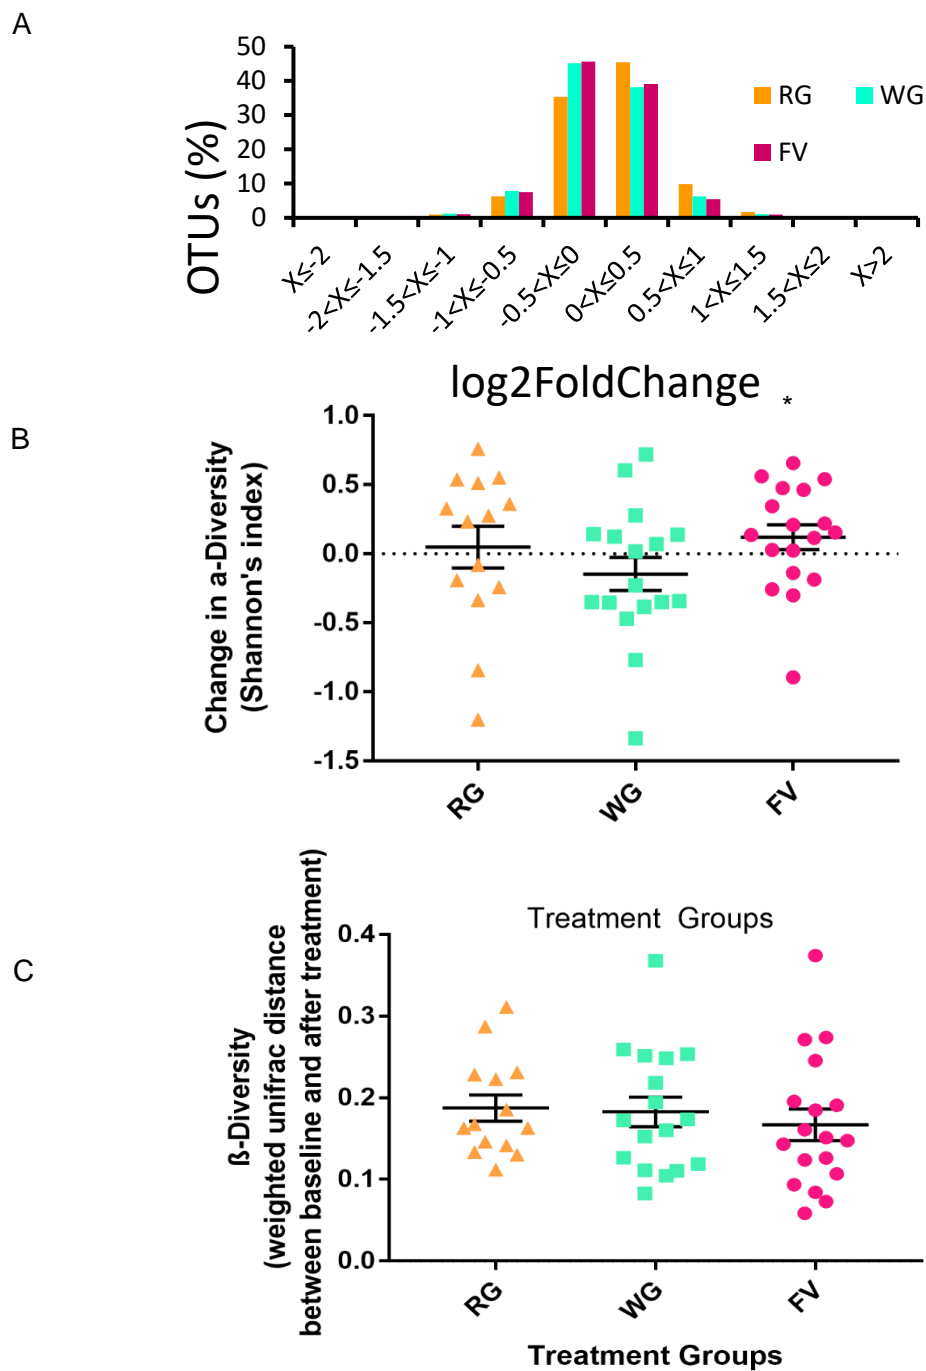 A
50
40
30
20
10
0
OTUs (%)
RG
WG
FV
X≤-2
-2<X≤-1.5
-1.5<X≤-1
-1<X≤-0.5
-0.5<X≤0
0<X≤0.5
0.5<X≤1
1<X≤1.5
1.5<X≤2
X>2
log2FoldChange
B
*
1.0
0.5
0.0
-0.5
-1.0
-1.5
Change in a-Diversity
(Shannon's index)
RG
WG
FV
Treatment Groups
C
0.4
0.3
0.2
0.1
0.0
ß-Diversity
(weighted unifrac distance
between baseline and after treatment)
RG
WG
FV
Treatment Groups